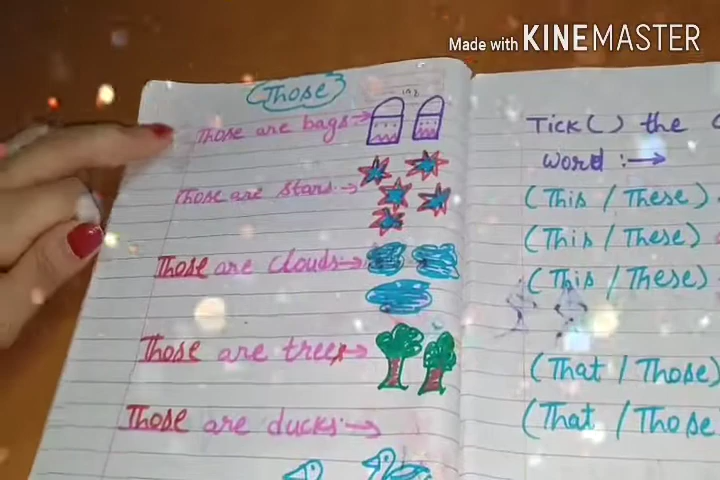 Made with KINEMASTER
Those
Those are bags
Those are stars
Those are clouds
Those are trees
Those are ducks
Tick ( ) the
word :
(This / These)
(This / These)
(This / These)
(That / Those)
(That / Those